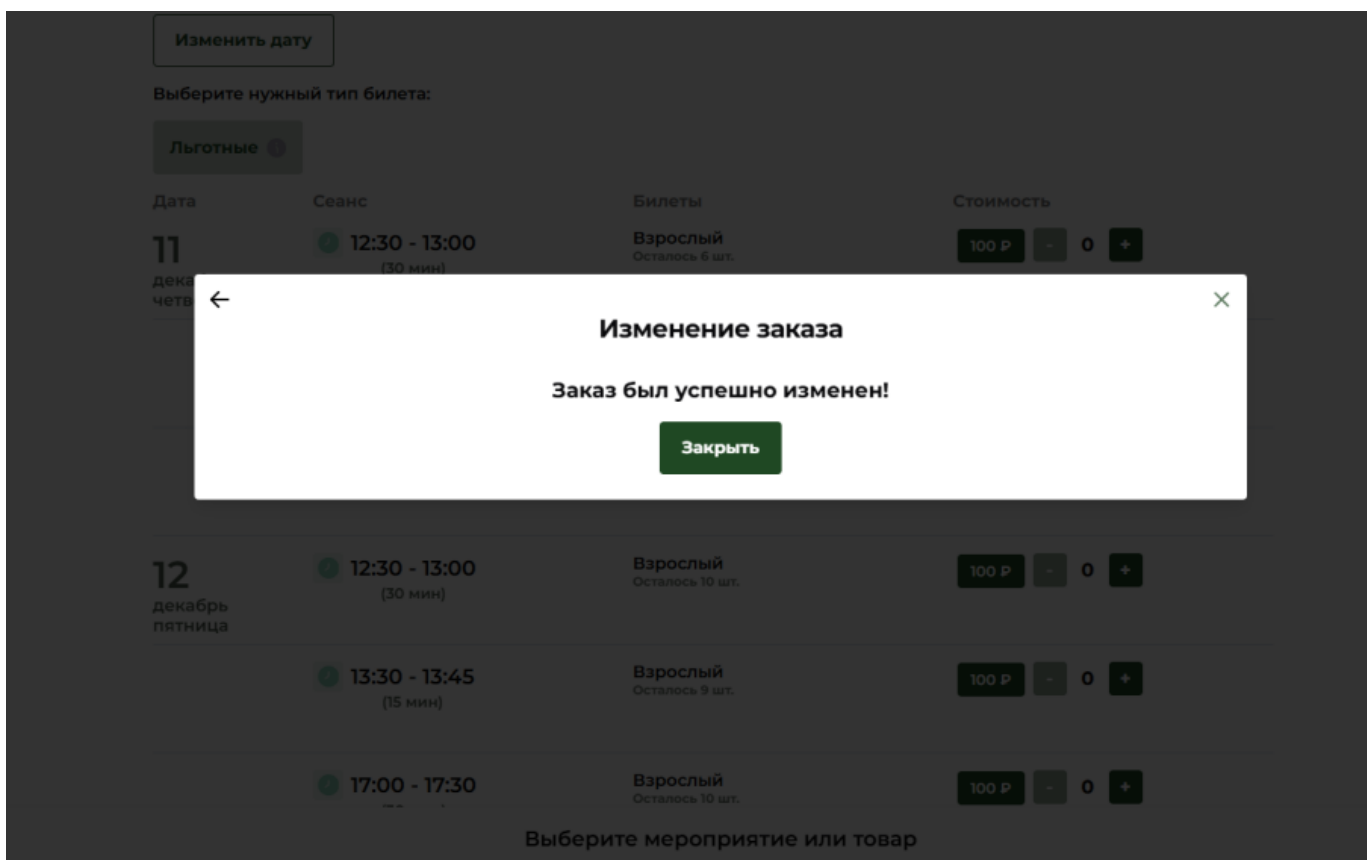 Изменить дату
Выберите нужный тип билета:
Льготные
Дата Сеанс Билеты Стоимость
11 12:30 - 13:00 Взрослый 100 ₽ - 0 +
(30 мин) Осталось 6 шт.
дека
четв
←
×
Изменение заказа
Заказ был успешно изменен!
Закрыть
12 12:30 - 13:00 Взрослый 100 ₽ - 0 +
(30 мин) Осталось 10 шт.
декабрь
пятница
13:30 - 13:45 Взрослый 100 ₽ - 0 +
(15 мин) Осталось 9 шт.
17:00 - 17:30 Взрослый 100 ₽ - 0 +
Осталось 10 шт.
Выберите мероприятие или товар